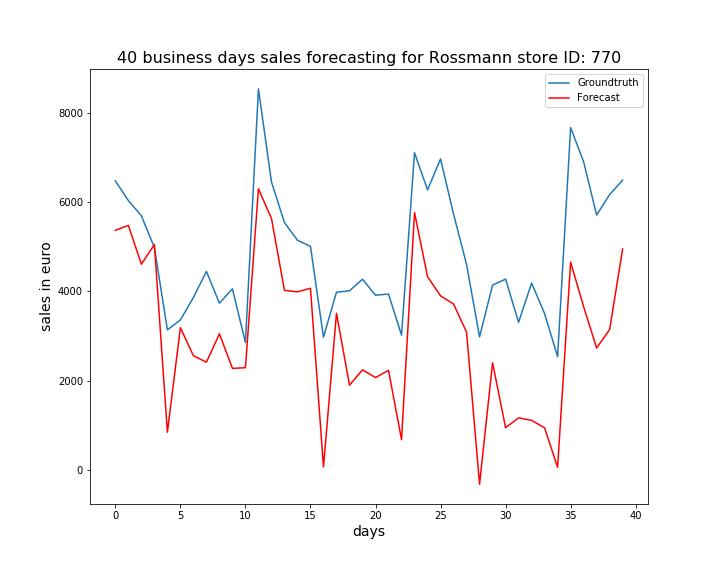 40 business days sales forecasting for Rossmann store ID: 770
Groundtruth
Forecast
sales in euro
8000
6000
4000
2000
0
0 5 10 15 20 25 30 35 40
days